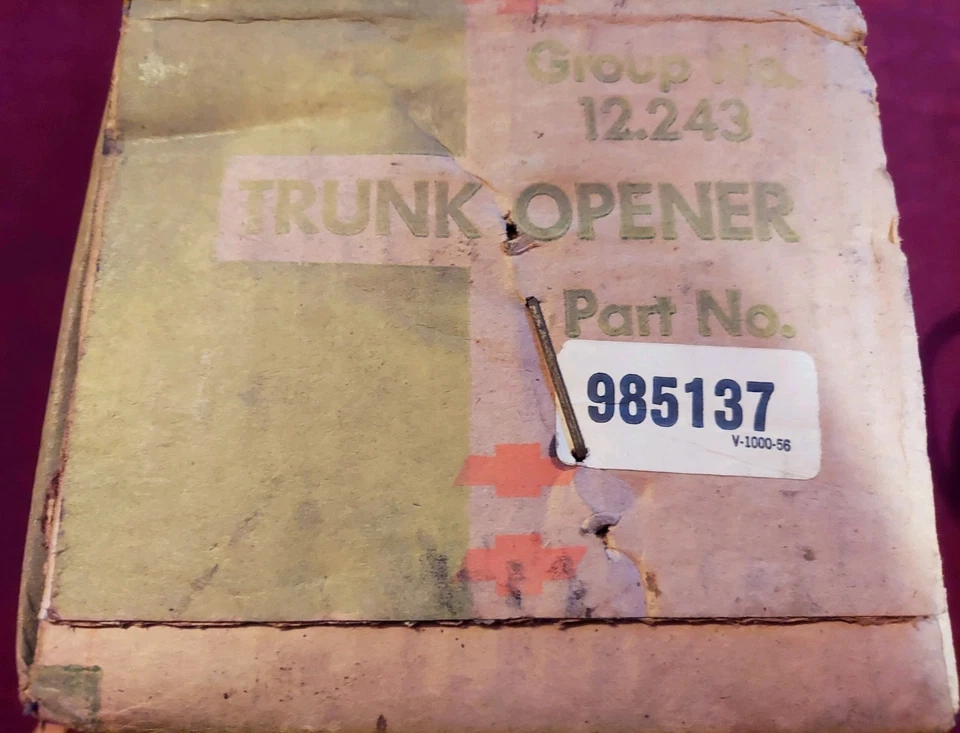 Group No.
12.243
TRUNK OPENER
Part No.
985137
V-1000-56